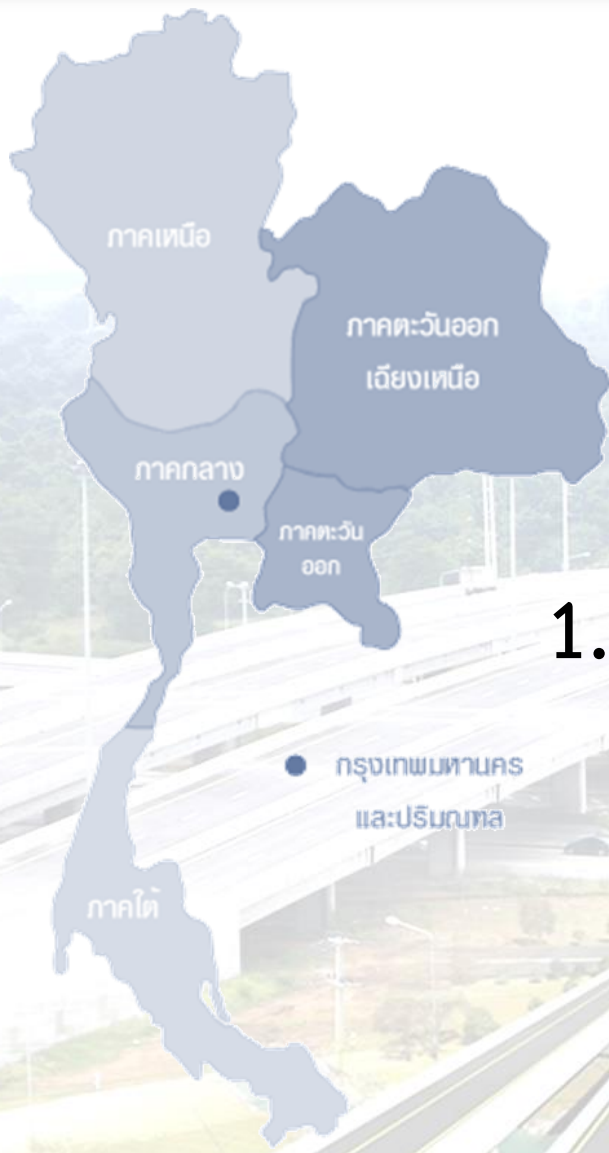 ภาคเหนือ
ภาคตะวันออก
เฉียงเหนือ
ภาคกลาง
ภาคตะวัน
ออก
1.
กรุงเทพมหานคร
และปริมณฑล
ภาคใต้